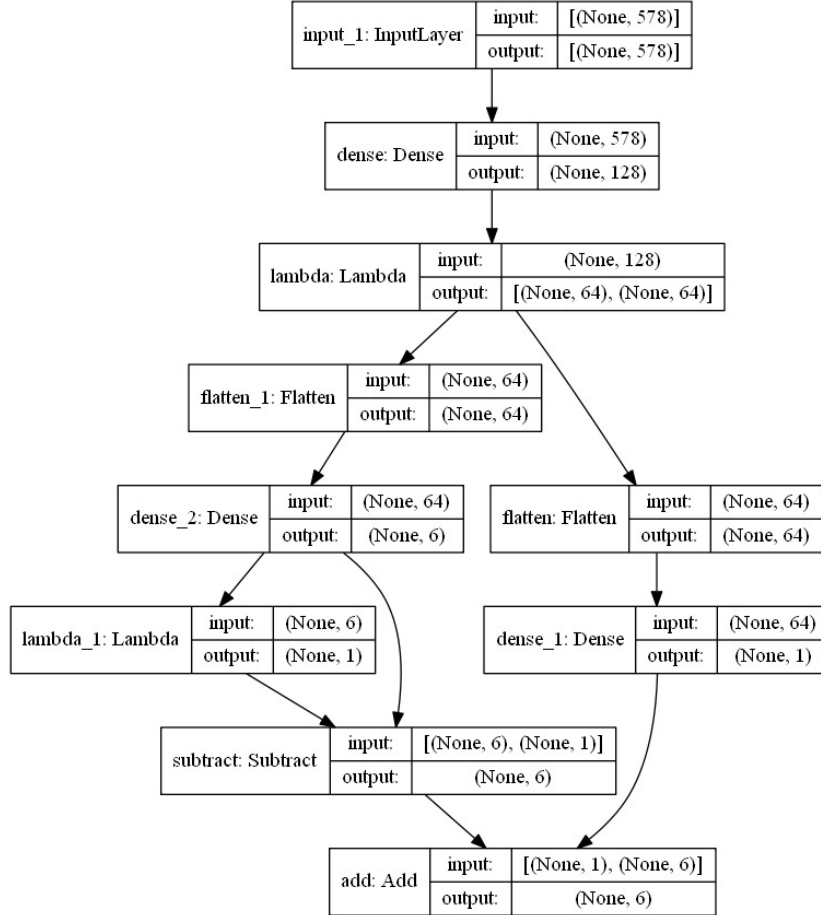 input_1: InputLayer
input: [(None, 578)]
output: [(None, 578)]
dense: Dense
input: (None, 578)
output: (None, 128)
lambda: Lambda
input: (None, 128)
output: [(None, 64), (None, 64)]
flatten_1: Flatten
input: (None, 64)
output: (None, 64)
dense_2: Dense
input: (None, 64)
output: (None, 6)
flatten: Flatten
input: (None, 64)
output: (None, 64)
lambda_1: Lambda
input: (None, 6)
output: (None, 1)
dense_1: Dense
input: (None, 64)
output: (None, 1)
subtract: Subtract
input: [(None, 6), (None, 1)]
output: (None, 6)
add: Add
input: [(None, 1), (None, 6)]
output: (None, 6)